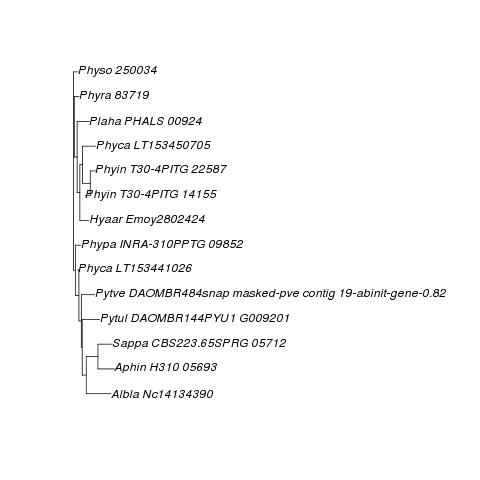 Physo 250034
Phyra 83719
Plaha PHALS 00924
Phyca LT153450705
Phyin T30-4PITG 22587
Phyin T30-4PITG 14155
Hyaar Emoy2802424
Phypa INRA-310PPTG 09852
Phyca LT153441026
Pytve DAOMBR484snap masked-pve contig 19-abinit-gene-0.82
Pytul DAOMBR144PYU1 G009201
Sappa CBS223.65SPRG 05712
Aphin H310 05693
Albla Nc14134390